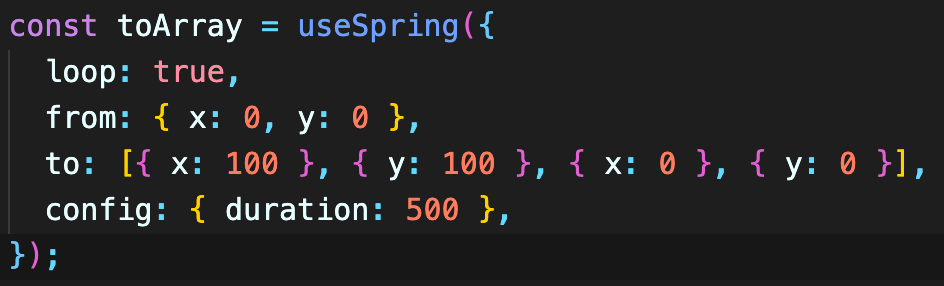 const toArray = useSpring({
  loop: true,
  from: { x: 0, y: 0 },
  to: [{ x: 100 }, { y: 100 }, { x: 0 }, { y: 0 }],
  config: { duration: 500 },
});